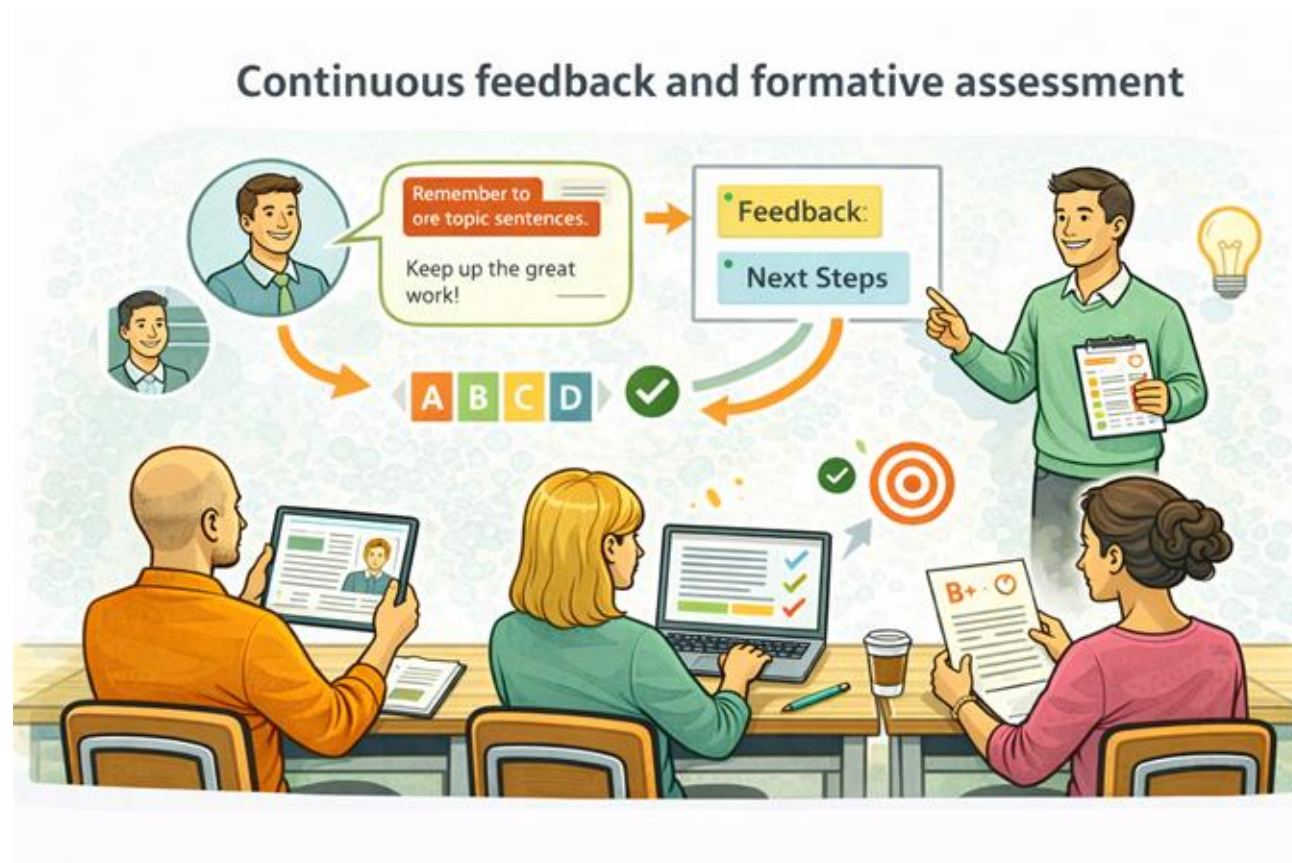 Continuous feedback and formative assessment
Remember to
ore topic sentences.
Keep up the great
work!
Feedback:
Next Steps
A B C D
B+